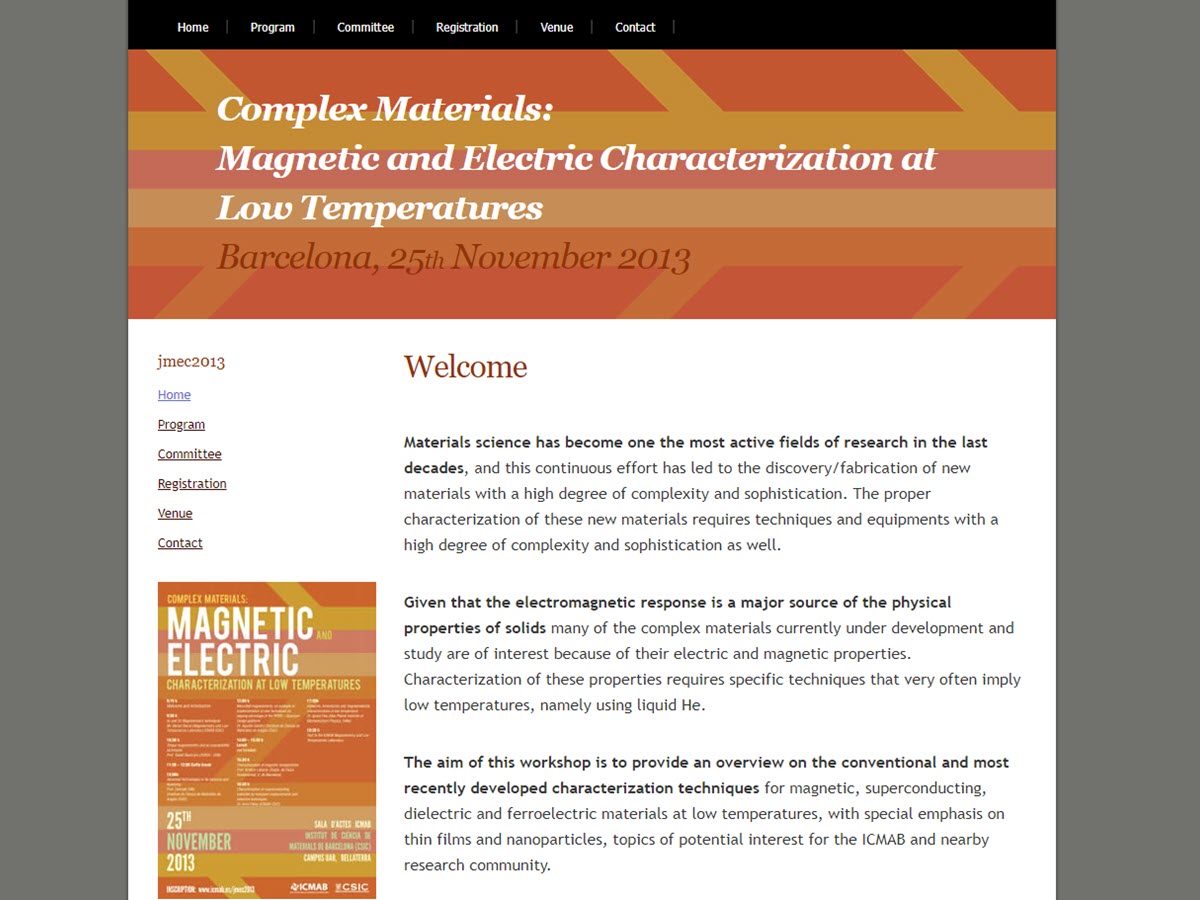 Home
Program
Committee
Registration
Venue
Contact
Complex Materials:
Magnetic and Electric Characterization at
Low Temperatures
Barcelona, 25th November 2013
jmec2013
Home
Program
Committee
Registration
Venue
Contact
COMPLEX MATERIALS:
MAGNETIC AND
ELECTRIC
CHARACTERIZATION AT LOW TEMPERATURES
25TH
NOVEMBER
2013
SALA D'ACTES ICMAB
INSTITUT DE CIÈNCIA DE
MATERIALS DE BARCELONA (CSIC)
CAMPUS UAB, BELLATERRA
INSCRIPTION: www.icmab.es/jmec2013
ICMAB
CSIC
Welcome
Materials science has become one the most active fields of research in the last
decades, and this continuous effort has led to the discovery/fabrication of new
materials with a high degree of complexity and sophistication. The proper
characterization of these new materials requires techniques and equipments with a
high degree of complexity and sophistication as well.
Given that the electromagnetic response is a major source of the physical
properties of solids many of the complex materials currently under development and
study are of interest because of their electric and magnetic properties.
Characterization of these properties requires specific techniques that very often imply
low temperatures, namely using liquid He.
The aim of this workshop is to provide an overview on the conventional and most
recently developed characterization techniques for magnetic, superconducting,
dielectric and ferroelectric materials at low temperatures, with special emphasis on
thin films and nanoparticles, topics of potential interest for the ICMAB and nearby
research community.